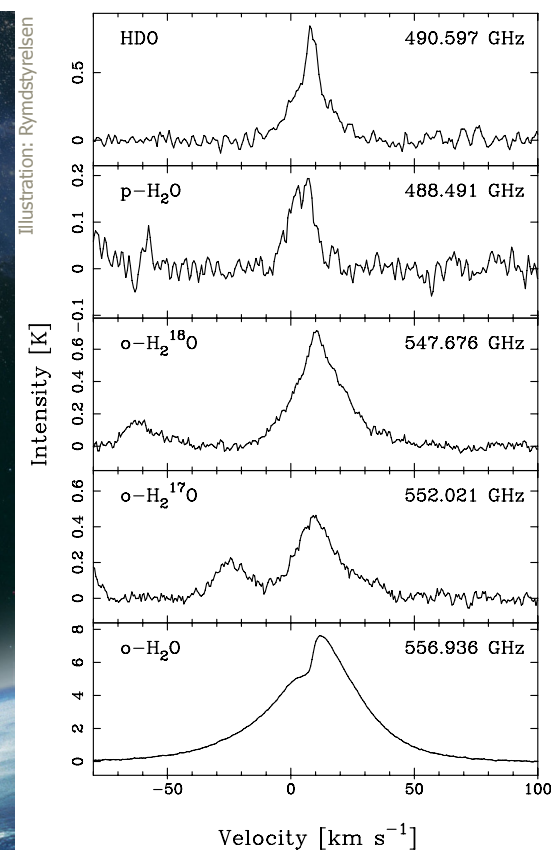 Illustration: Rymdstyrelsen
Intensity [K]
HDO 490.597 GHz
0.5
0
p-H₂O 488.491 GHz
0.2
0.1
0
-0.1
o-H₂¹⁸O 547.676 GHz
0.6
0.4
0.2
0
o-H₂¹⁷O 552.021 GHz
0.6
0.4
0.2
0
o-H₂O 556.936 GHz
8
6
4
2
0
-50 0 50 100
Velocity [km s⁻¹]